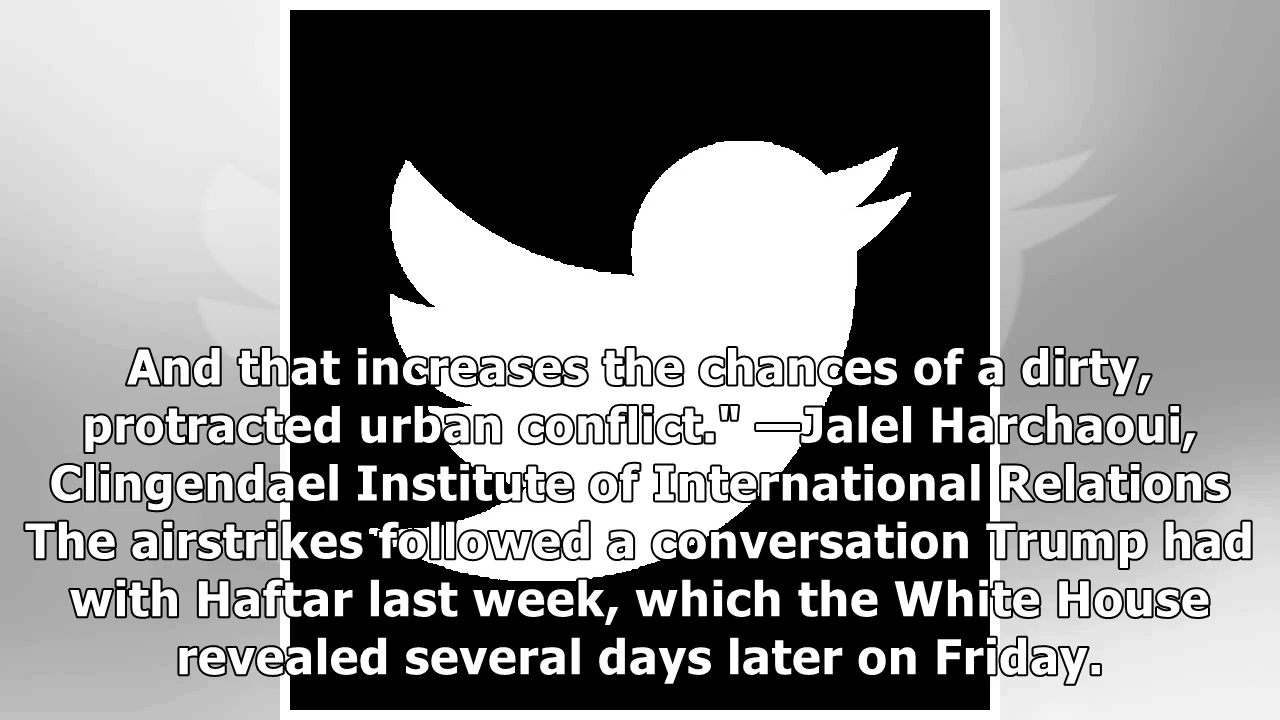 And that increases the chances of a dirty,
protracted urban conflict." —Jalel Harchaoui,
Clingendael Institute of International Relations
The airstrikes followed a conversation Trump had
with Haftar last week, which the White House
revealed several days later on Friday.